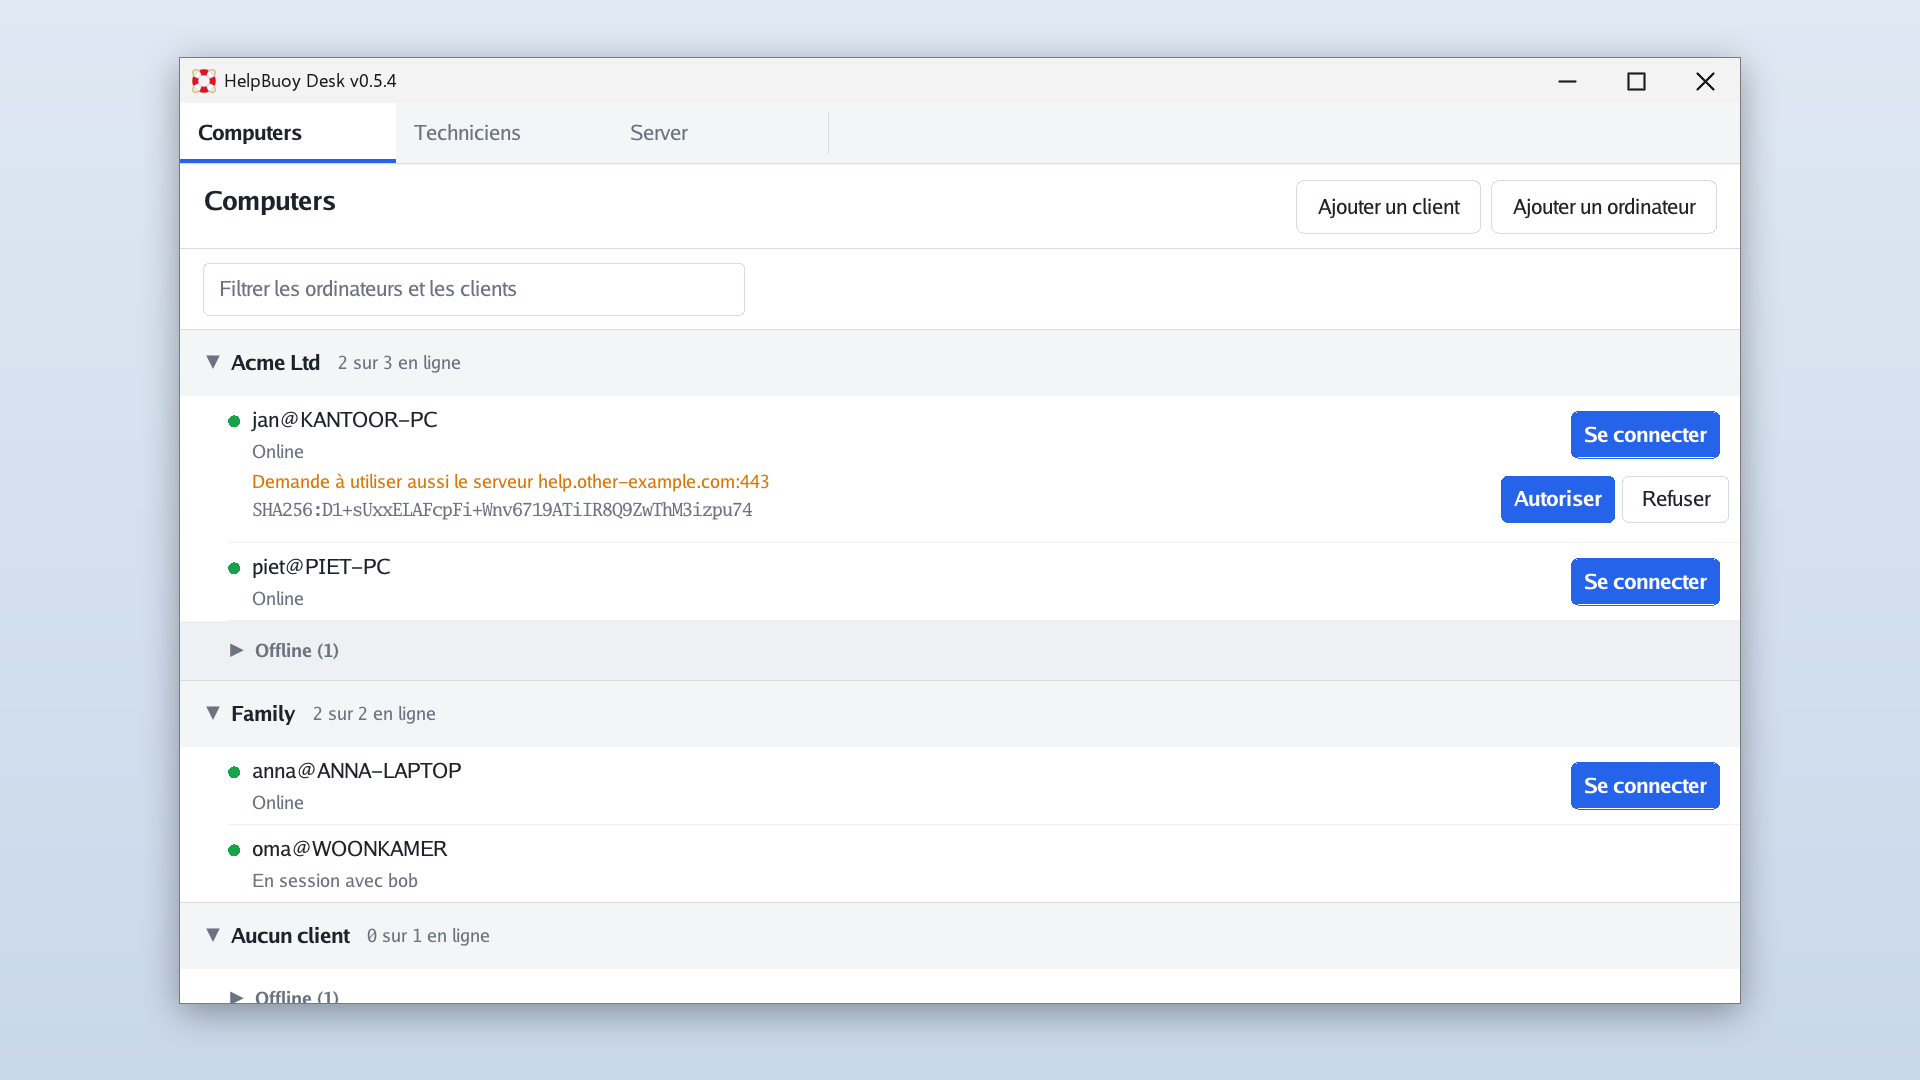 HelpBuoy Desk v0.5.4
Computers
Techniciens
Server
Computers
Ajouter un client
Ajouter un ordinateur
Filtrer les ordinateurs et les clients
▼ Acme Ltd 2 sur 3 en ligne
jan@KANTOOR-PC
Se connecter
Online
Demande à utiliser aussi le serveur help.other-example.com:443
SHA256:D1+sUxxELAFcpFi+Wnv6719ATiIR8Q9ZwThM3izpu74
Autoriser
Refuser
piet@PIET-PC
Se connecter
Online
▶ Offline (1)
▼ Family 2 sur 2 en ligne
anna@ANNA-LAPTOP
Se connecter
Online
oma@WOONKAMER
En session avec bob
▼ Aucun client 0 sur 1 en ligne
▶ Offline (1)